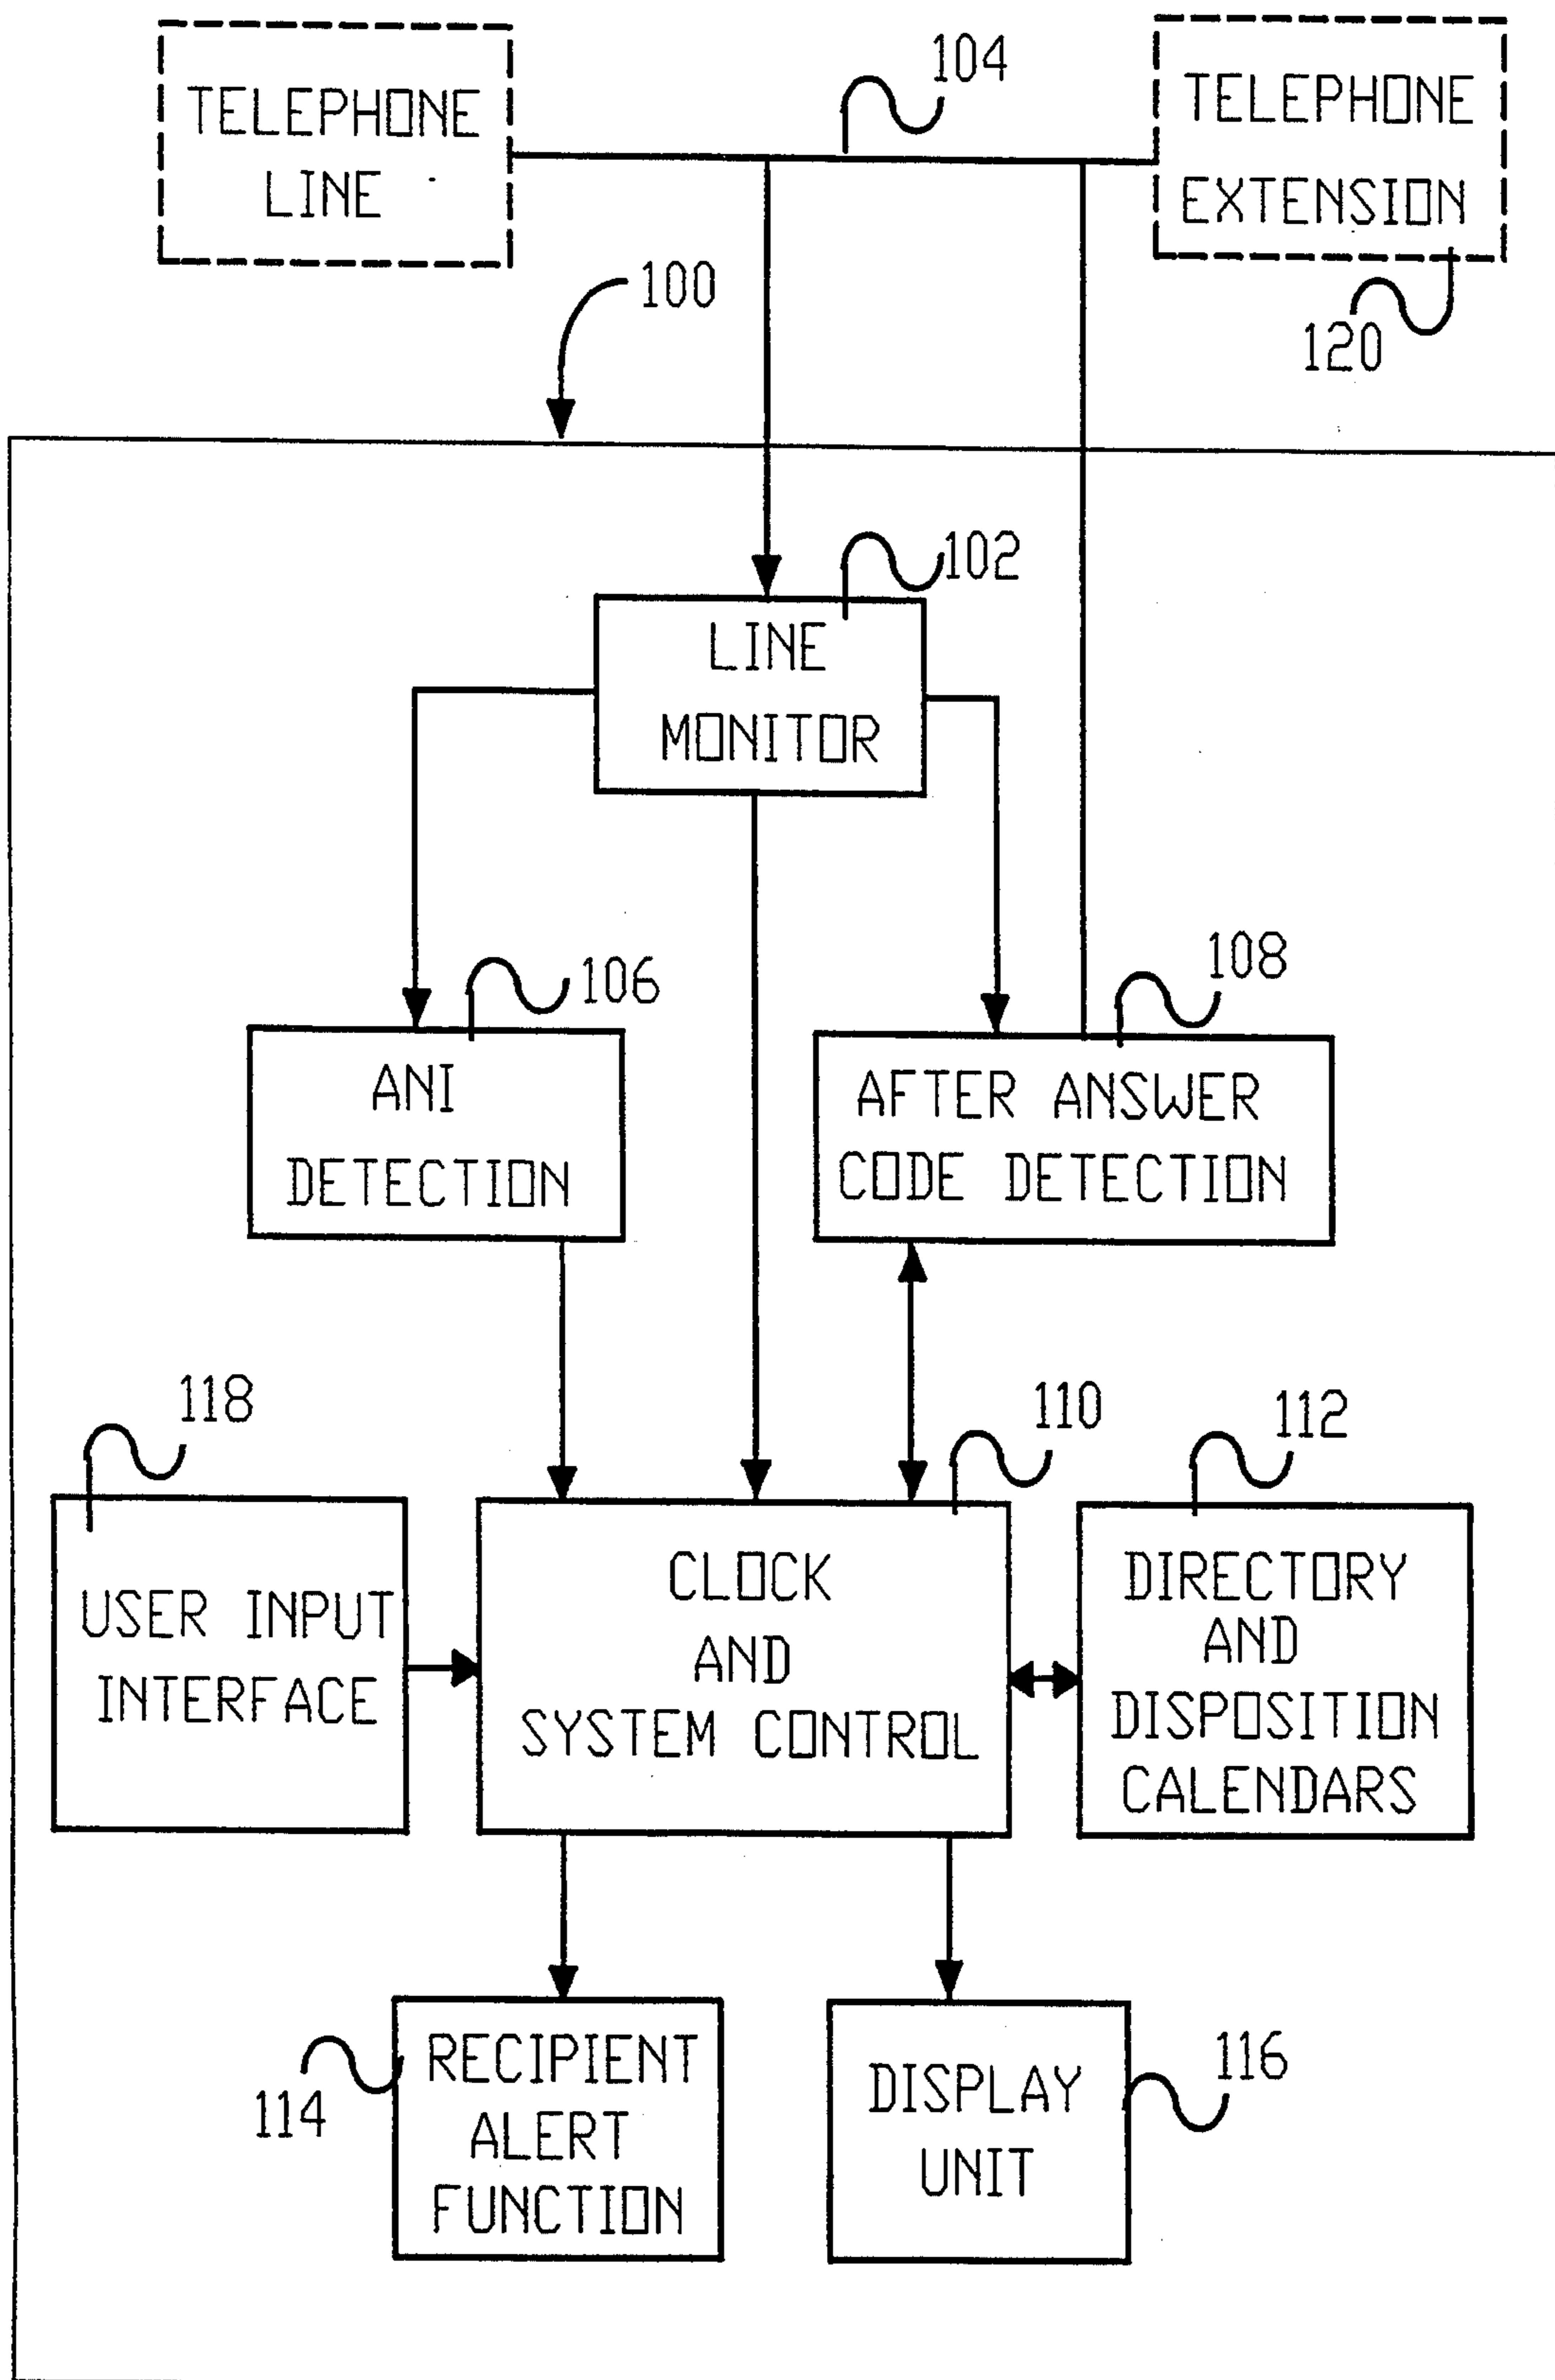 TELEPHONE
LINE
104
TELEPHONE
EXTENSION
100
120
102
LINE
MONITOR
106
108
ANI
DETECTION
AFTER ANSWER
CODE DETECTION
118
110
112
USER INPUT
INTERFACE
CLOCK
AND
SYSTEM CONTROL
DIRECTORY
AND
DISPOSITION
CALENDARS
114
RECIPIENT
ALERT
FUNCTION
116
DISPLAY
UNIT